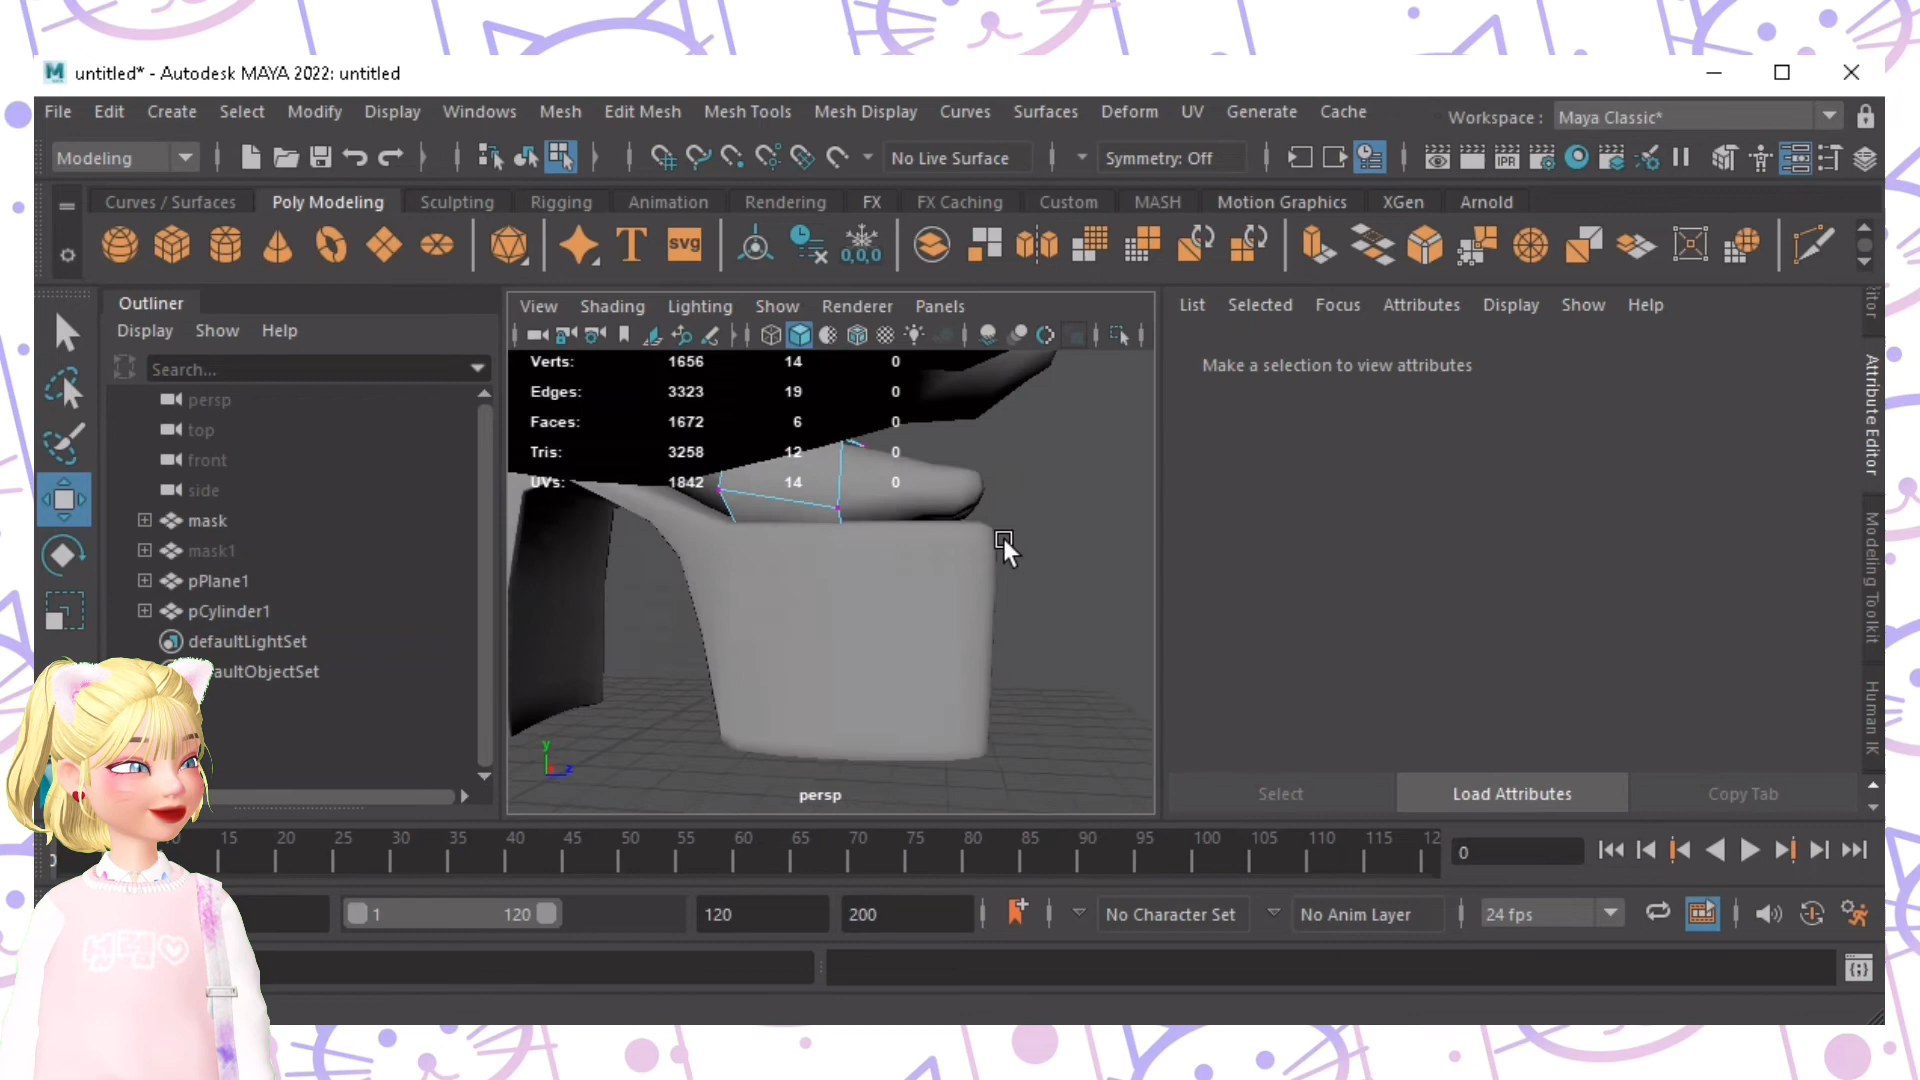 untitled* - Autodesk MAYA 2022: untitled
File Edit Create Select Modify Display Windows Mesh Edit Mesh Mesh Tools Mesh Display Curves Surfaces Deform UV Generate Cache
Workspace : Maya Classic*
Modeling No Live Surface Symmetry: Off IPR
Curves / Surfaces Poly Modeling Sculpting Rigging Animation Rendering FX FX Caching Custom MASH Motion Graphics XGen Arnold
T svg 0,0,0
Outliner
Display Show Help
Search...
persp
top
front
side
mask
mask1
pPlane1
pCylinder1
defaultLightSet
aultObjectSet
View Shading Lighting Show Renderer Panels
Verts: 1656 14 0
Edges: 3323 19 0
Faces: 1672 6 0
Tris: 3258 12 0
UVs: 1842 14 0
y
z
persp
List Selected Focus Attributes Display Show Help
Make a selection to view attributes
Select Load Attributes Copy Tab
itor
Attribute Editor
Modeling Toolkit
Human IK
15 20 25 30 35 40 45 50 55 60 65 70 75 80 85 90 95 100 105 110 115 12
0
1 120 120 200 No Character Set No Anim Layer 24 fps